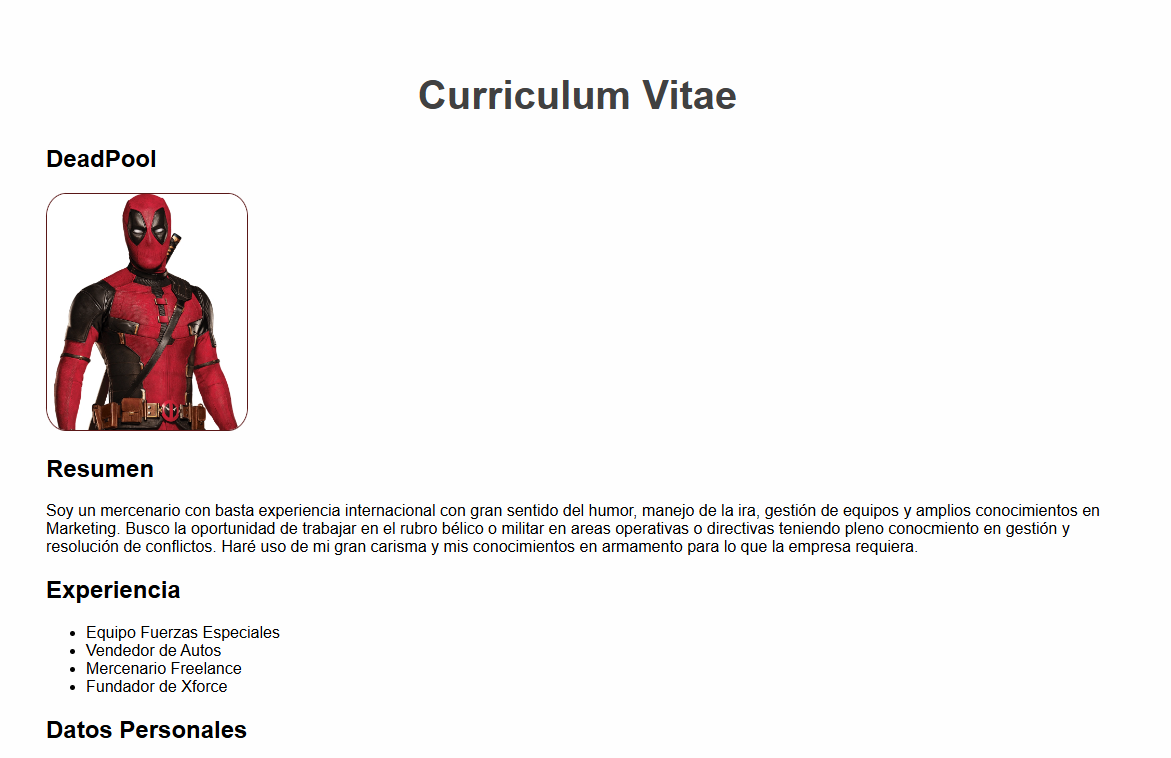 Curriculum Vitae
DeadPool
Resumen
Soy un mercenario con basta experiencia internacional con gran sentido del humor, manejo de la ira, gestión de equipos y amplios conocimientos en
Marketing. Busco la oportunidad de trabajar en el rubro bélico o militar en areas operativas o directivas teniendo pleno conocmiento en gestión y
resolución de conflictos. Haré uso de mi gran carisma y mis conocimientos en armamento para lo que la empresa requiera.
Experiencia
• Equipo Fuerzas Especiales
• Vendedor de Autos
• Mercenario Freelance
• Fundador de Xforce
Datos Personales